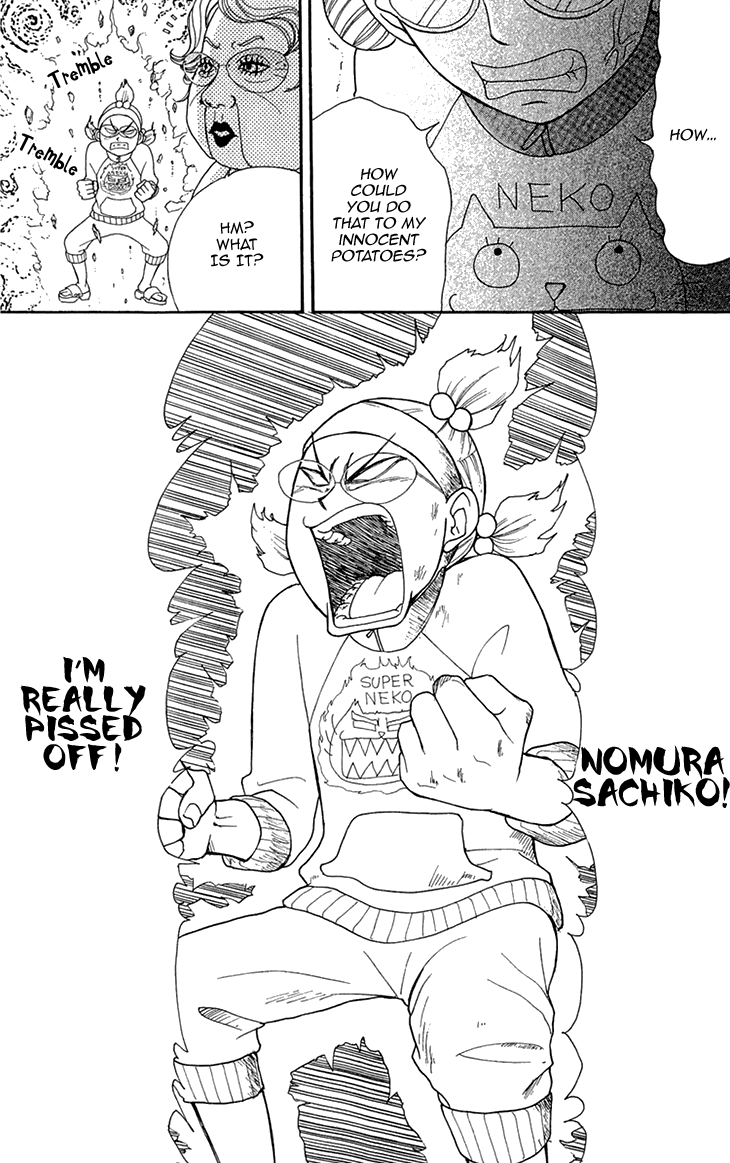 HOW...
NEKO
HOW
COULD
YOU DO
THAT TO MY
INNOCENT
POTATOES?
HM?
WHAT
IS IT?
Tremble
Tremble
NOMURA
SACHIKO!
SUPER
NEKO
I'M
REALLY
PISSED
OFF!